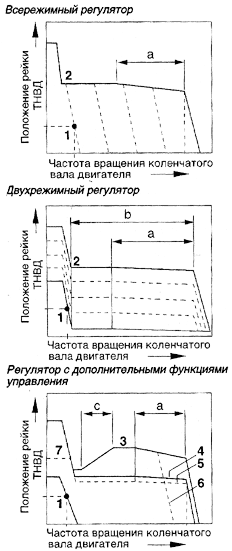 Всережимный регулятор
Положение рейки
ТНВД
a
2
1
Частота вращения коленчатого
вала двигателя
Двухрежимный регулятор
Положение рейки
ТНВД
b
a
2
1
Частота вращения коленчатого
вала двигателя
Регулятор с дополнительными функциями
управления
Положение рейки
ТНВД
c
3
a
7
4
5
6
1
Частота вращения коленчатого
вала двигателя